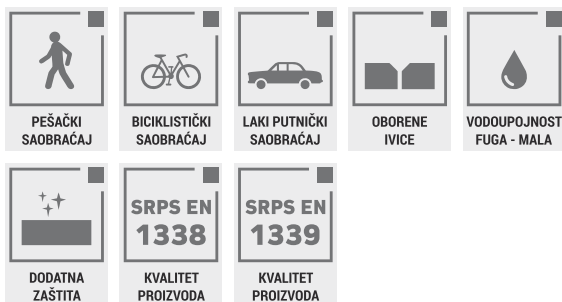 PEŠAČKI
SAOBRAĆAJ
BICIKLISTIČKI
SAOBRAĆAJ
LAKI PUTNIČKI
SAOBRAĆAJ
OBORENE
IVICE
VODOUPOJNOST
FUGA - MALA
DODATNA
ZAŠTITA
SRPS EN
1338
KVALITET
PROIZVODA
SRPS EN
1339
KVALITET
PROIZVODA